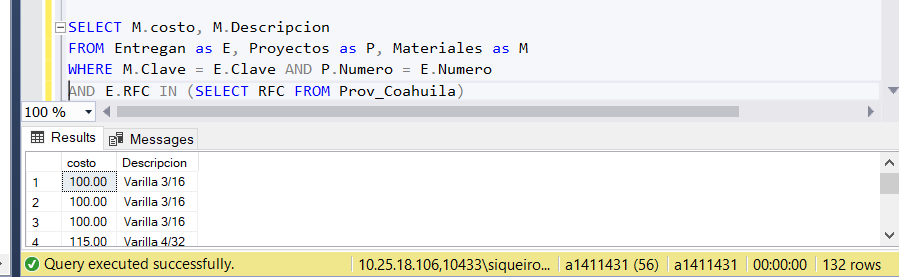 SELECT M.costo, M.Descripcion
FROM Entregan as E, Proyectos as P, Materiales as M
WHERE M.Clave = E.Clave AND P.Numero = E.Numero
AND E.RFC IN (SELECT RFC FROM Prov_Coahuila)
100 %
Results Messages
costo Descripcion
1 100.00 Varilla 3/16
2 100.00 Varilla 3/16
3 100.00 Varilla 3/16
4 115.00 Varilla 4/32
Query executed successfully. 10.25.18.106,10433\siqueiro... a1411431 (56) a1411431 00:00:00 132 rows